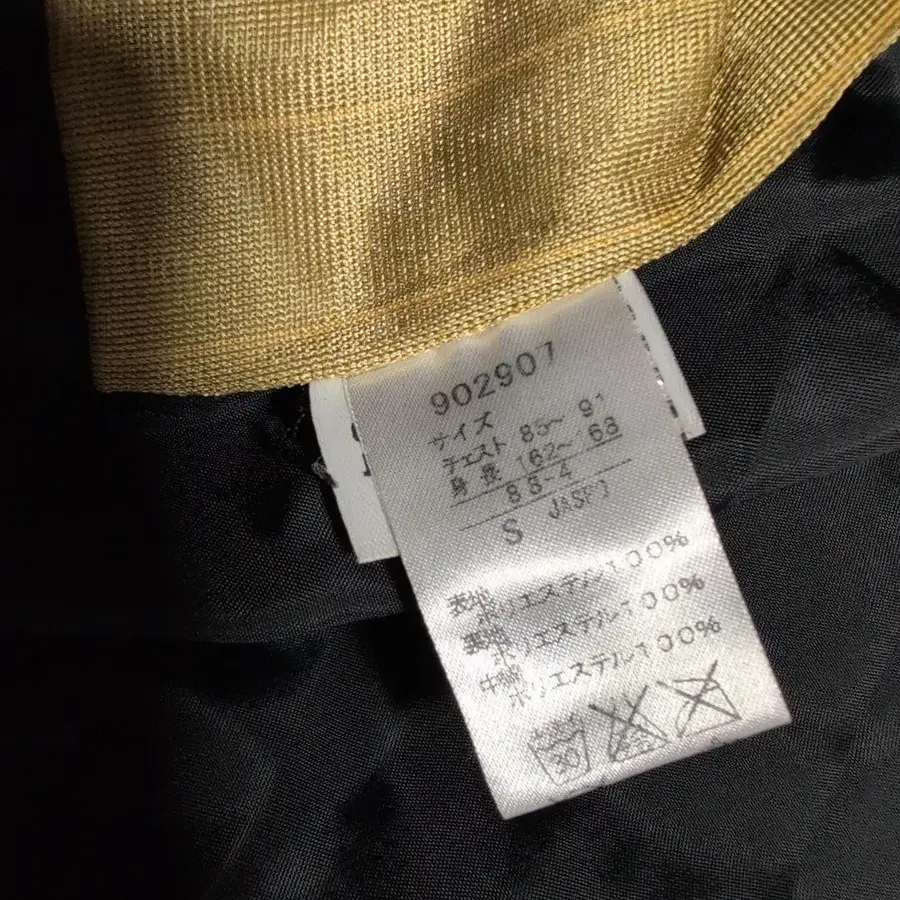 902907
サイズ
チェスト 85~ 91
身長 162~168
88-4
S JASPO
表地
ポリエステル100%
裏地
ポリエステル100%
中綿
ポリエステル100%
30